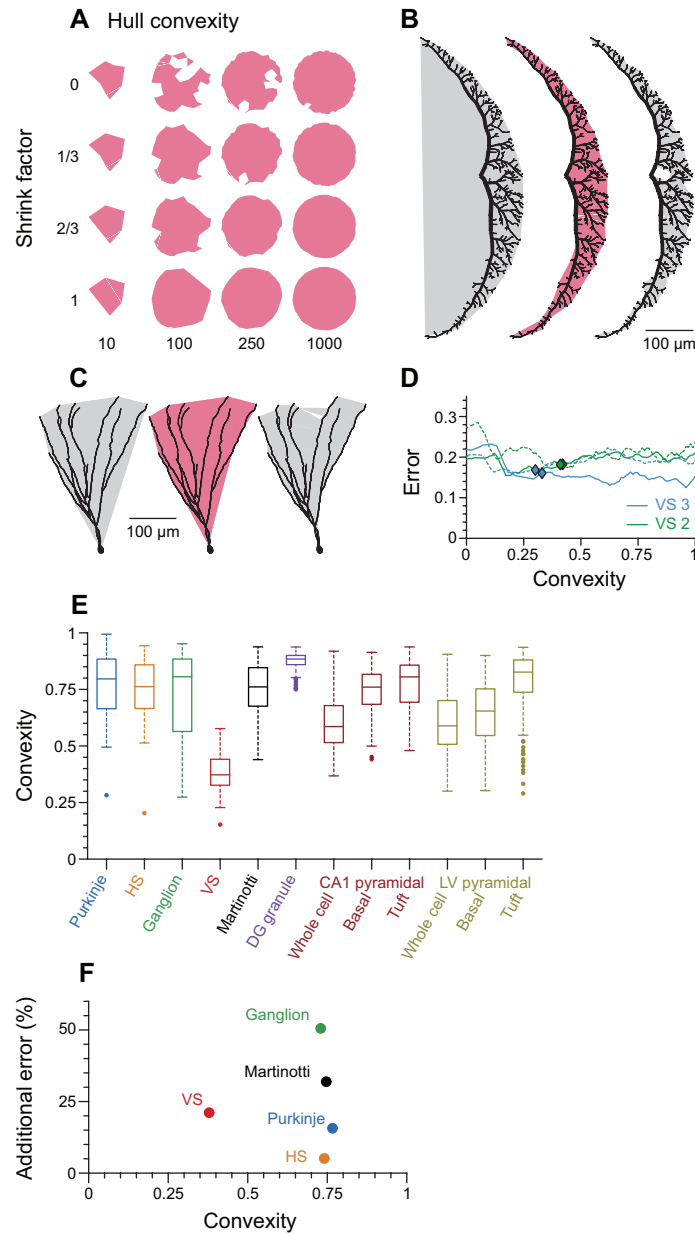 A Hull convexity
Shrink factor
0
1/3
2/3
1
10 100 250 1000
B
100 µm
C
100 µm
D
Error
0.3
0.2
0.1
0
VS 3
VS 2
0 0.25 0.5 0.75 1
Convexity
E
Convexity
1
0.75
0.5
0.25
0
Purkinje
HS
Ganglion
VS
Martinotti
DG granule
CA1 pyramidal
Whole cell
Basal
Tuft
LV pyramidal
Whole cell
Basal
Tuft
F
Additional error (%)
50
25
0
Ganglion
Martinotti
VS
Purkinje
HS
0 0.25 0.5 0.75 1
Convexity